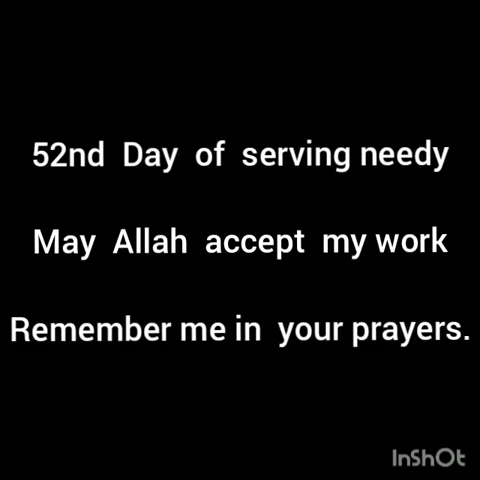 52nd Day of serving needy
May Allah accept my work
Remember me in your prayers.
InShOt